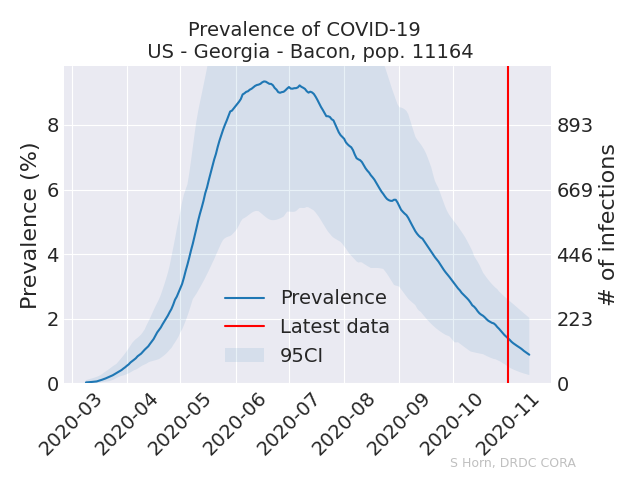 Prevalence of COVID-19
US - Georgia - Bacon, pop. 11164
Prevalence (%)
8
6
4
2
0
893
669
446
223
0
# of infections
Prevalence
Latest data
95CI
2020-03
2020-04
2020-05
2020-06
2020-07
2020-08
2020-09
2020-10
2020-11
S Horn, DRDC CORA